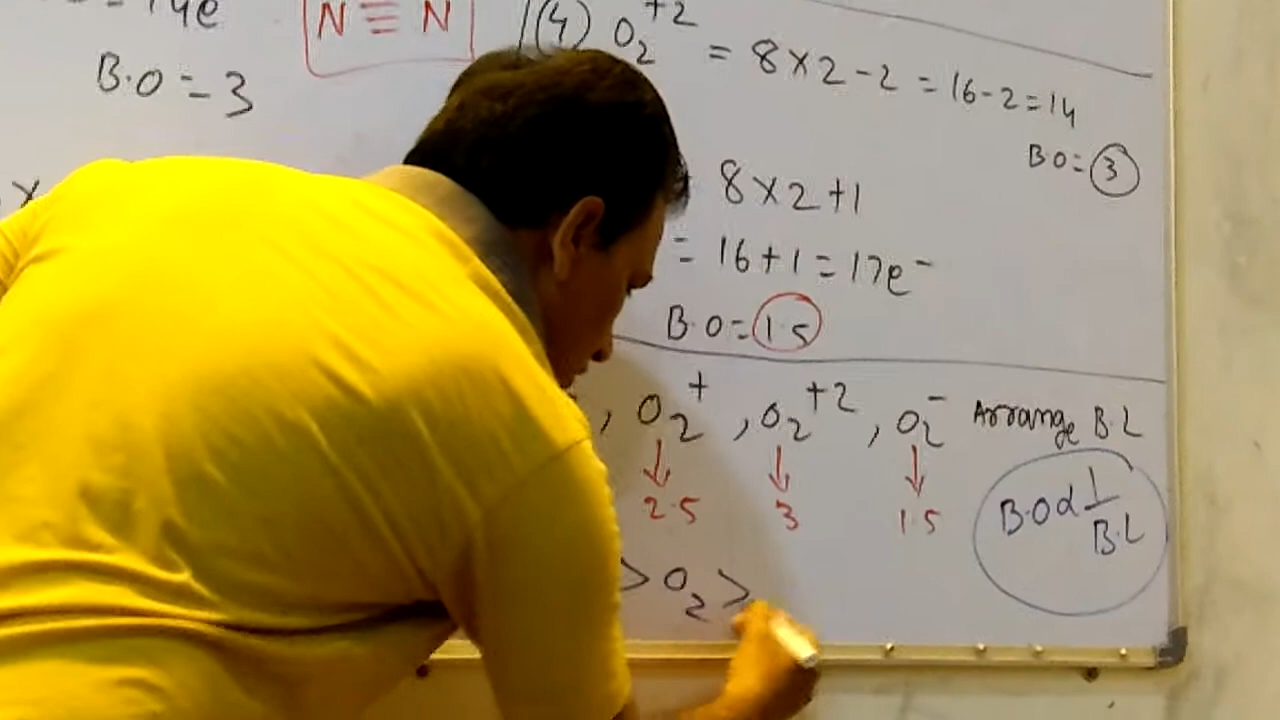 = 14e
B.O = 3
N ≡ N
(4) O₂⁺² = 8×2-2 = 16-2=14
B.O= 3
8×2+1
= 16+1=17e⁻
B.O= 1.5
, O₂⁺ , O₂⁺² , O₂⁻ Arrange B.L
↓ ↓ ↓
2.5 3 1.5
B.O α 1/B.L
> O₂ >